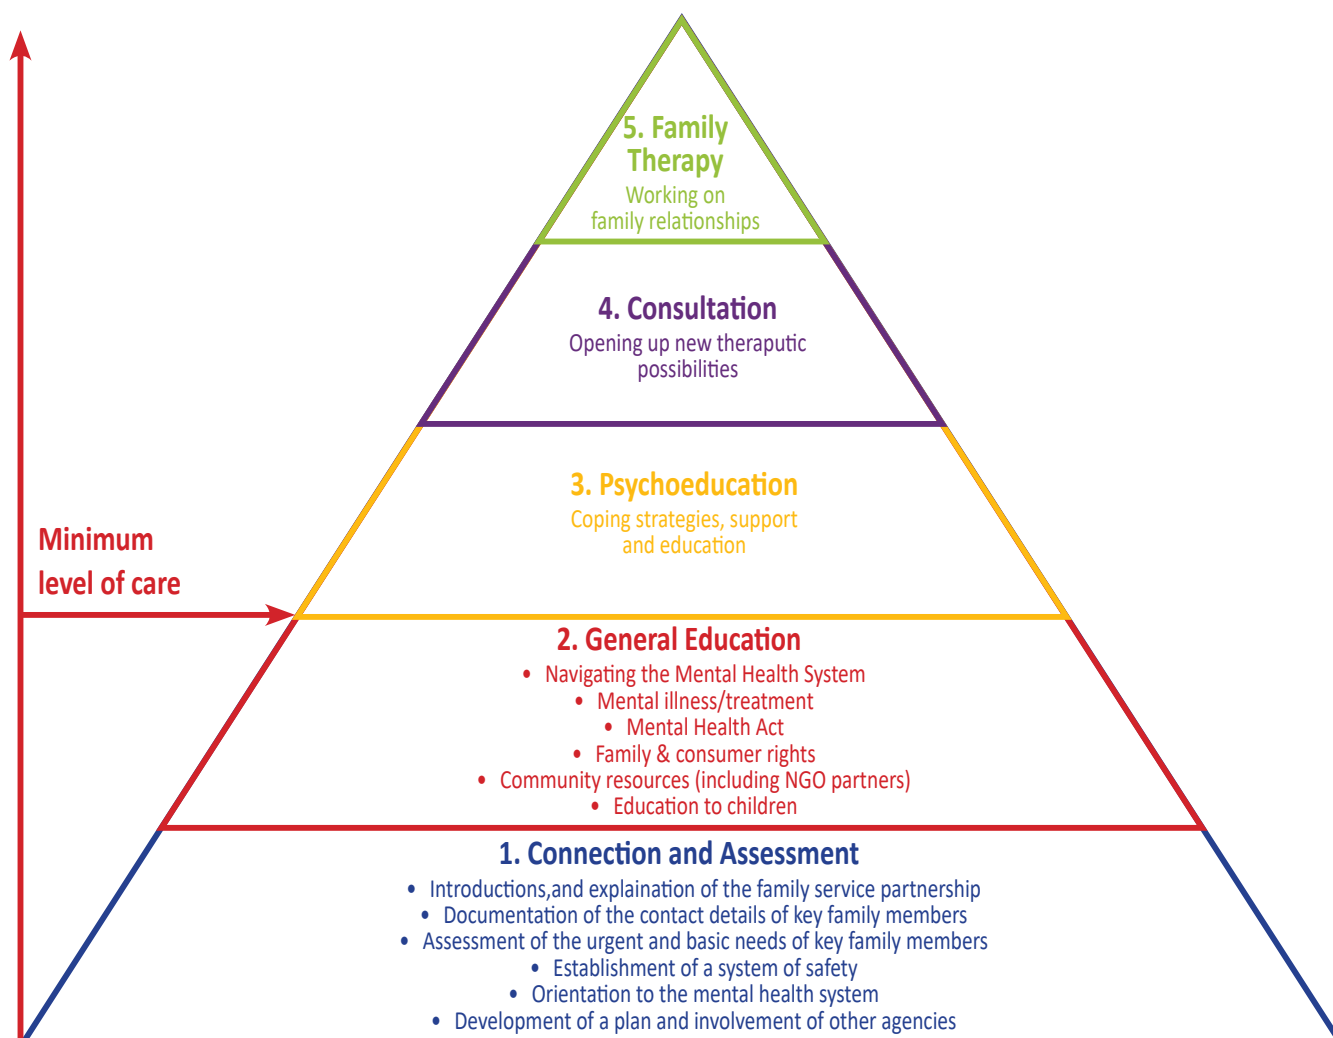 5. Family
Therapy
Working on
family relationships
4. Consultation
Opening up new theraputic
possibilities
3. Psychoeducation
Coping strategies, support
and education
Minimum
level of care
2. General Education
• Navigating the Mental Health System
• Mental illness/treatment
• Mental Health Act
• Family & consumer rights
• Community resources (including NGO partners)
• Education to children
1. Connection and Assessment
• Introductions,and explaination of the family service partnership
• Documentation of the contact details of key family members
• Assessment of the urgent and basic needs of key family members
• Establishment of a system of safety
• Orientation to the mental health system
• Development of a plan and involvement of other agencies